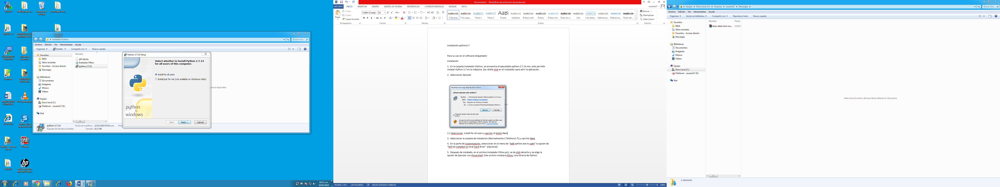 WinSCP
NetPlayback_1...
Papelera de reciclaje
bbox-label-tool-...
VIDEOS -17
EVIDENCIAS LUIS MARTINEZ 20-...
SUBIR VIDEOS SERVIDOR
Evidencias Valentin...
Permisos
EVIDENCIAS 18-03-201...
MARCACION CORRECTA
VLC media player
CCTV CGT
Sophos Virus Removal Tool
Capture - Acceso directo
VIDEOS
HP LaserJet Pro MFP M127-M1...
Instalador Python
Buscar Inst...
Archivo Edición Ver Herramientas Ayuda
Organizar Instalar Compartir con Nueva carpeta
Favoritos
64bit
Sitios recientes
Favoritos - Acceso directo
Descargas
Bibliotecas
Documentos
Imágenes
Música
Vídeos
Equipo
Disco local (C:)
FileServer - usuario17 (Z:)
Red
Nombre
get-pip.py
Instalador Pillow
python-2.7.14
revia disponible.
python-2.7.14 Fecha de modifica... 22/02/2019 03:50 a.m. Fech
Paquete de Windows Installer Tamaño: 18,3 MB
Python 2.7.14 Setup
Select whether to install Python 2.7.14
for all users of this computer.
Install for all users
Install just for me (not available on Windows Vista)
python
for
windows
Back Next > Cancel
10:15 a.m.
10/05/2019
Documento1 - Word (Error de activación de productos)
ARCHIVO INICIO INSERTAR DISEÑO DISEÑO DE PÁGINA REFERENCIAS CORRESPONDENCIA REVISAR VISTA
usuario17
Pegar
Cortar
Copiar
Copiar formato
Portapapeles
Calibri (Cuerpo 11
N K S
Fuente
Párrafo
AaBbCcDc AaBbCcDc AaBbCc AaBbCcC AaBl AaBbCcC AaBbCcDc AaBbCcDc AaBbCcDc AaBbCcDc AaBbCcDc AaBbCcDc AaBbCcDc AaBbCcDc AaBbCcDc
¶ Normal ¶ Sin espa... Título 1 Título 2 Puesto Subtítulo Énfasis sutil Énfasis Énfasis int... Texto en n... Cita Cita desta... Referencia... Referencia... Título del ...
Estilos
Buscar
Reemplazar
Seleccionar
Edición
Instalación python2.7
Para su uso en el software etiquetador
Instalación
1. En la carpeta Instalador Python, se encuentra el ejecutable python-2.7.14.msi, este permite
instalar Python 2.7 en la máquina. Dar doble click en el instalador para abrir la aplicación.
2. Seleccionar Ejecutar
Advertencia de seguridad de Abrir archivo
¿Desea ejecutar este archivo?
Nombre: ...7\Desktop\Instalador Python\python-2.7.14.msi
Editor: Python Software Foundation
Tipo: Paquete de Windows Installer
De: C:\Users\usuario17\Desktop\Instalador Python\...
Ejecutar Cancelar
Preguntar siempre antes de abrir este
archivo
Aunque los archivos procedentes de Internet pueden ser útiles, este
tipo de archivo puede llegar a dañar el equipo. Sólo ejecute
software de los editores en los que confía. ¿Cuál es el riesgo?
2.1 Seleccionar Install for all users y oprimir el botón Next
3. Seleccionar la carpeta de instalación (Normalmente C:\Python2.7\) y oprimir Next
4. En la parte de Customización, seleccionar en el menú de “Add python.exe to path” la opción de
“Will be installed on local hard drive”. (Opcional)
5. Después de instalado, en el archivo Instalador Pillow.ps1, se da click derecho y se elige la
opción de Ejecutar con Powershell. Este archivo instalara Pillow, una librería de Python.
PÁGINA 1 DE 1 120 PALABRAS INGLÉS (ESTADOS UNIDOS) 100%
Equipo Disco local (C:) Usuarios usuario17 Descargas
Buscar Des...
Archivo Edición Ver Herramientas Ayuda
Organizar Incluir en biblioteca Compartir con Reproducir todo Nueva carpeta
Favoritos
64bit
Sitios recientes
Favoritos - Acceso directo
Descargas
Bibliotecas
Documentos
Imágenes
Música
Vídeos
Equipo
Disco local (C:)
FileServer - usuario17 (Z:)
Red
Nombre Fecha
bbox-label-tool-mu... 10/05/.
Seleccione el archivo del que desea obtener la vista previa.
1 elemento